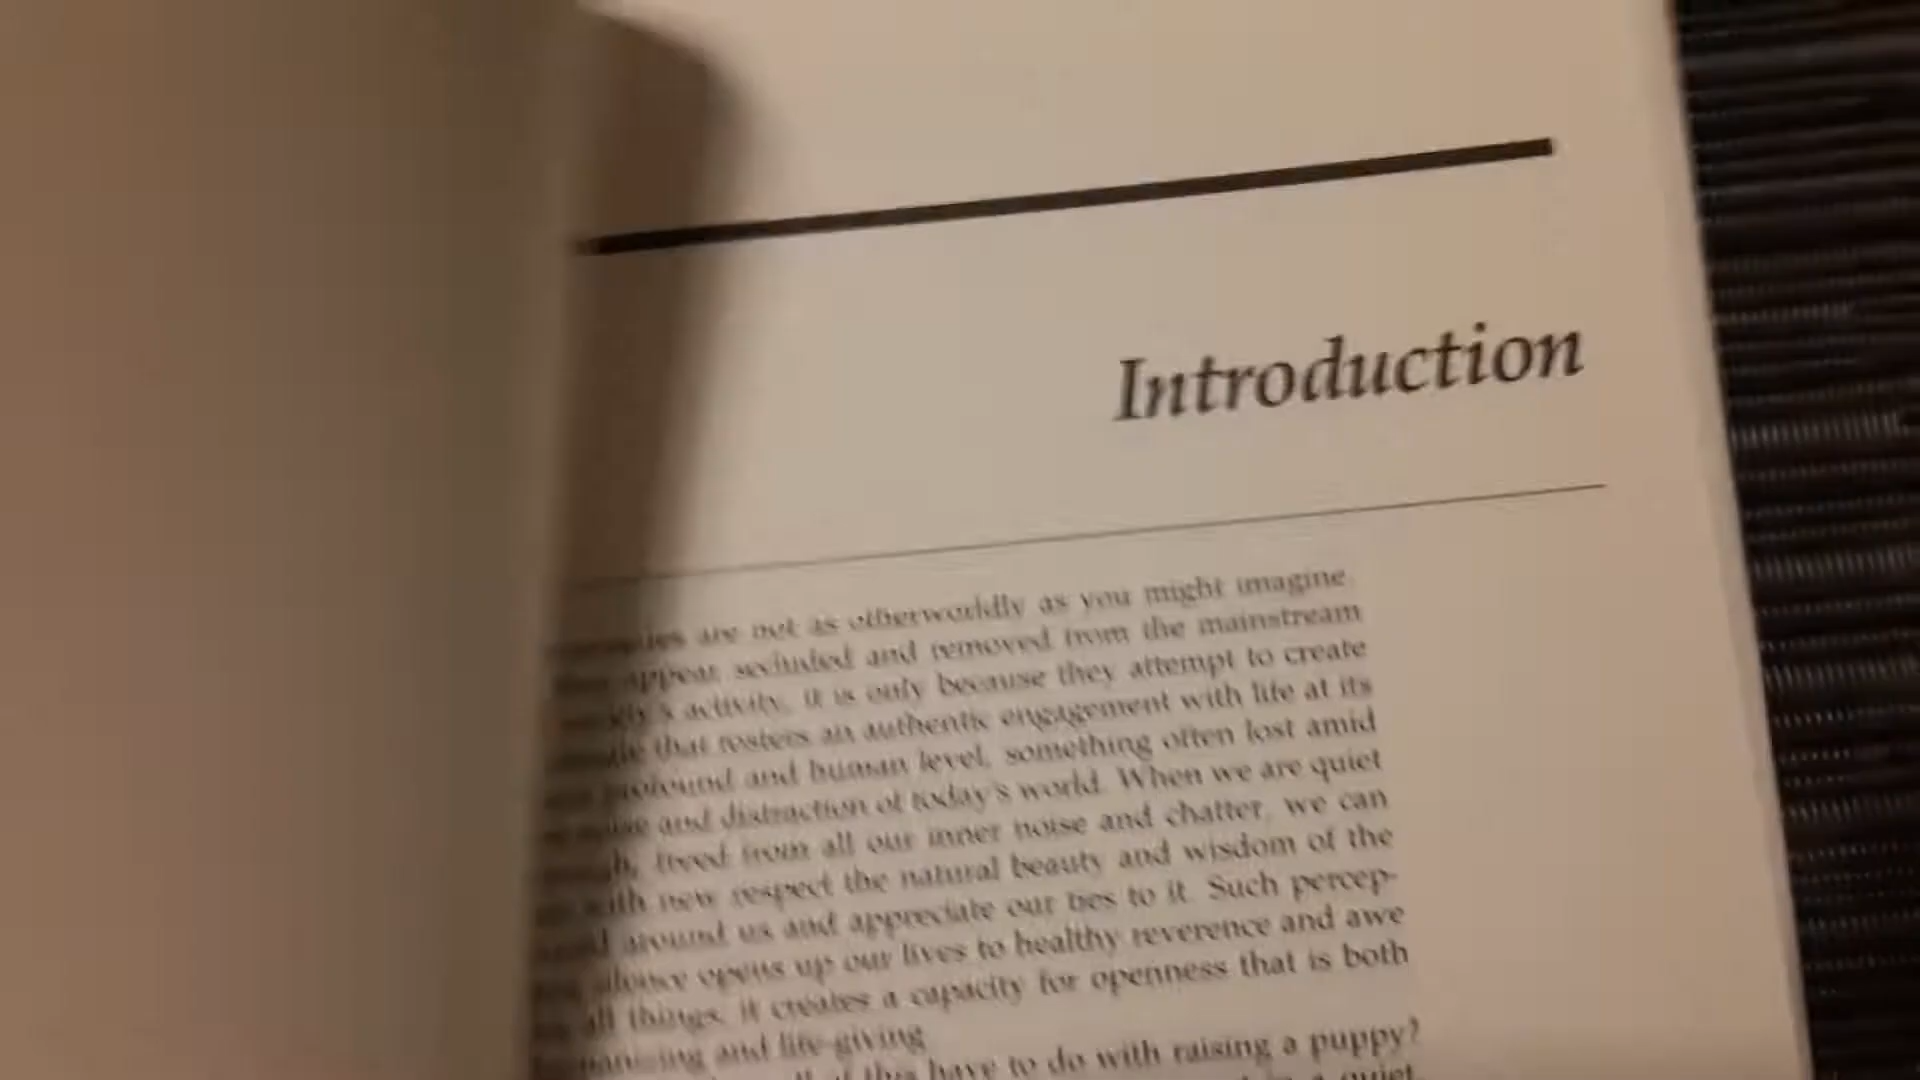 Introduction
are not as otherworldly as you might imagine.
appear secluded and removed from the mainstream
activity, it is only because they attempt to create
that fosters an authentic engagement with life at its
profound and human level, something often lost amid
noise and distraction of today's world. When we are quiet
freed from all our inner noise and chatter, we can
with new respect the natural beauty and wisdom of the
around us and appreciate our ties to it. Such percep-
alone opens up our lives to healthy reverence and awe
all things; it creates a capacity for openness that is both
and life-giving
all of this have to do with raising a puppy?
a quiet